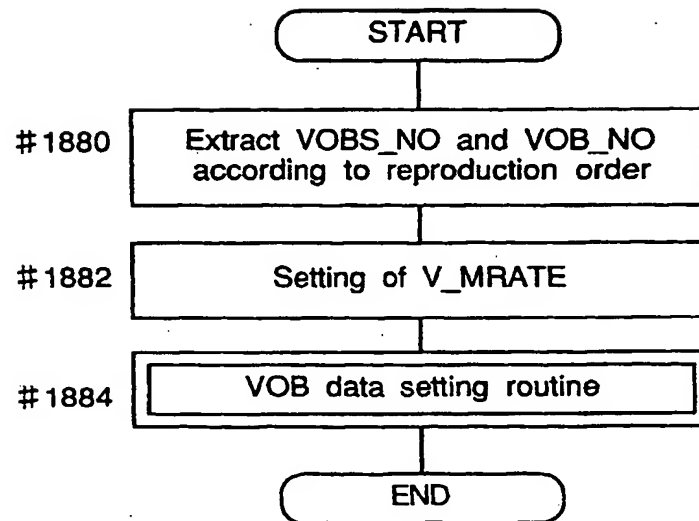 START
#1880
Extract VOBS_NO and VOB_NO
according to reproduction order
#1882
Setting of V_MRATE
#1884
VOB data setting routine
END